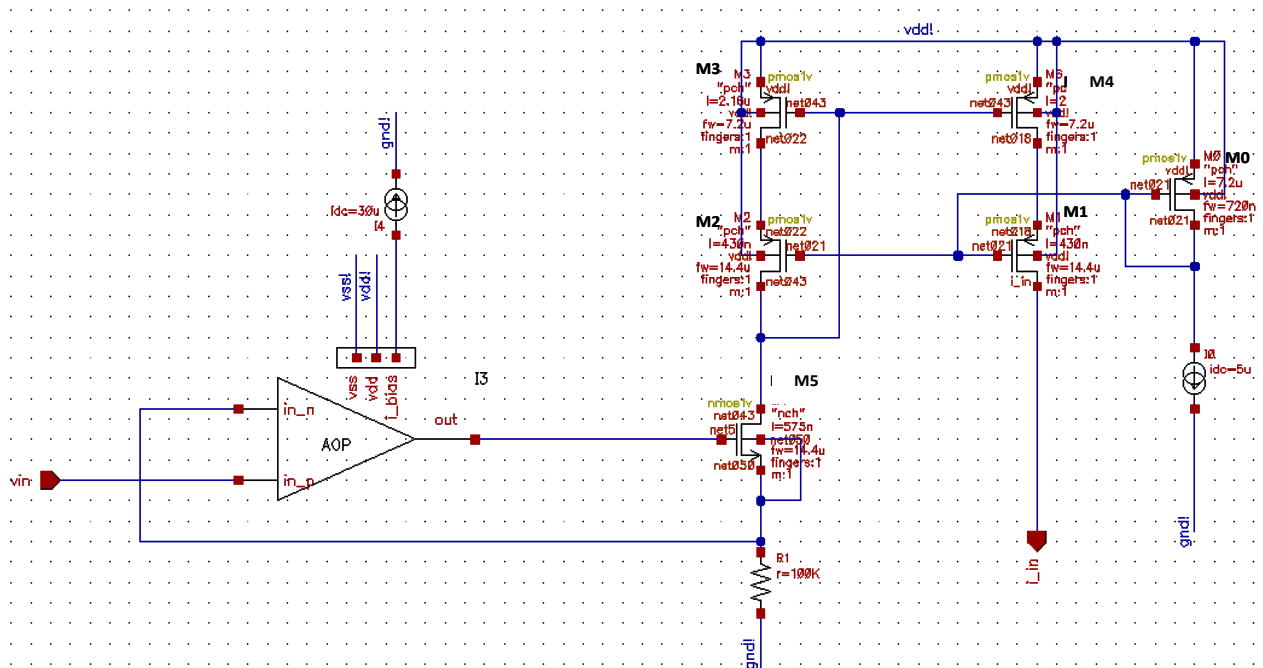 vdd!
M3
M3
pmos1v
"pch"
vdd!
l=2.16u
net043
vdd!
fw=7.2u
fingers:1
m:1
net022
pmos1v
M4
vdd!
net043
l=2
vdd!
fw=7.2u
fingers:1
m:1
net018
gnd!
idc=30u
I4
pmos1v
M0
M0
vdd!
"pch"
net021
l=7.2u
vdd!
fw=720n
net021
fingers:1
m:1
M2
M2
pmos1v
"pch"
net022
l=430n
net021
vdd!
fw=14.4u
fingers:1
net043
m:1
pmos1v
M1
M1
net018
"pch"
net021
l=430n
vdd!
fw=14.4u
fingers:1
i_in
m:1
vss!
vdd!
vss
vdd
i_bias
I3
I0
idc=5u
M5
nmos1v
net043
"nch"
net5
l=575n
net050
fw=14.4u
net050
fingers:1
m:1
in_n
AOP
out
vin
in_p
gnd!
R1
r=100K
i_in
gnd!